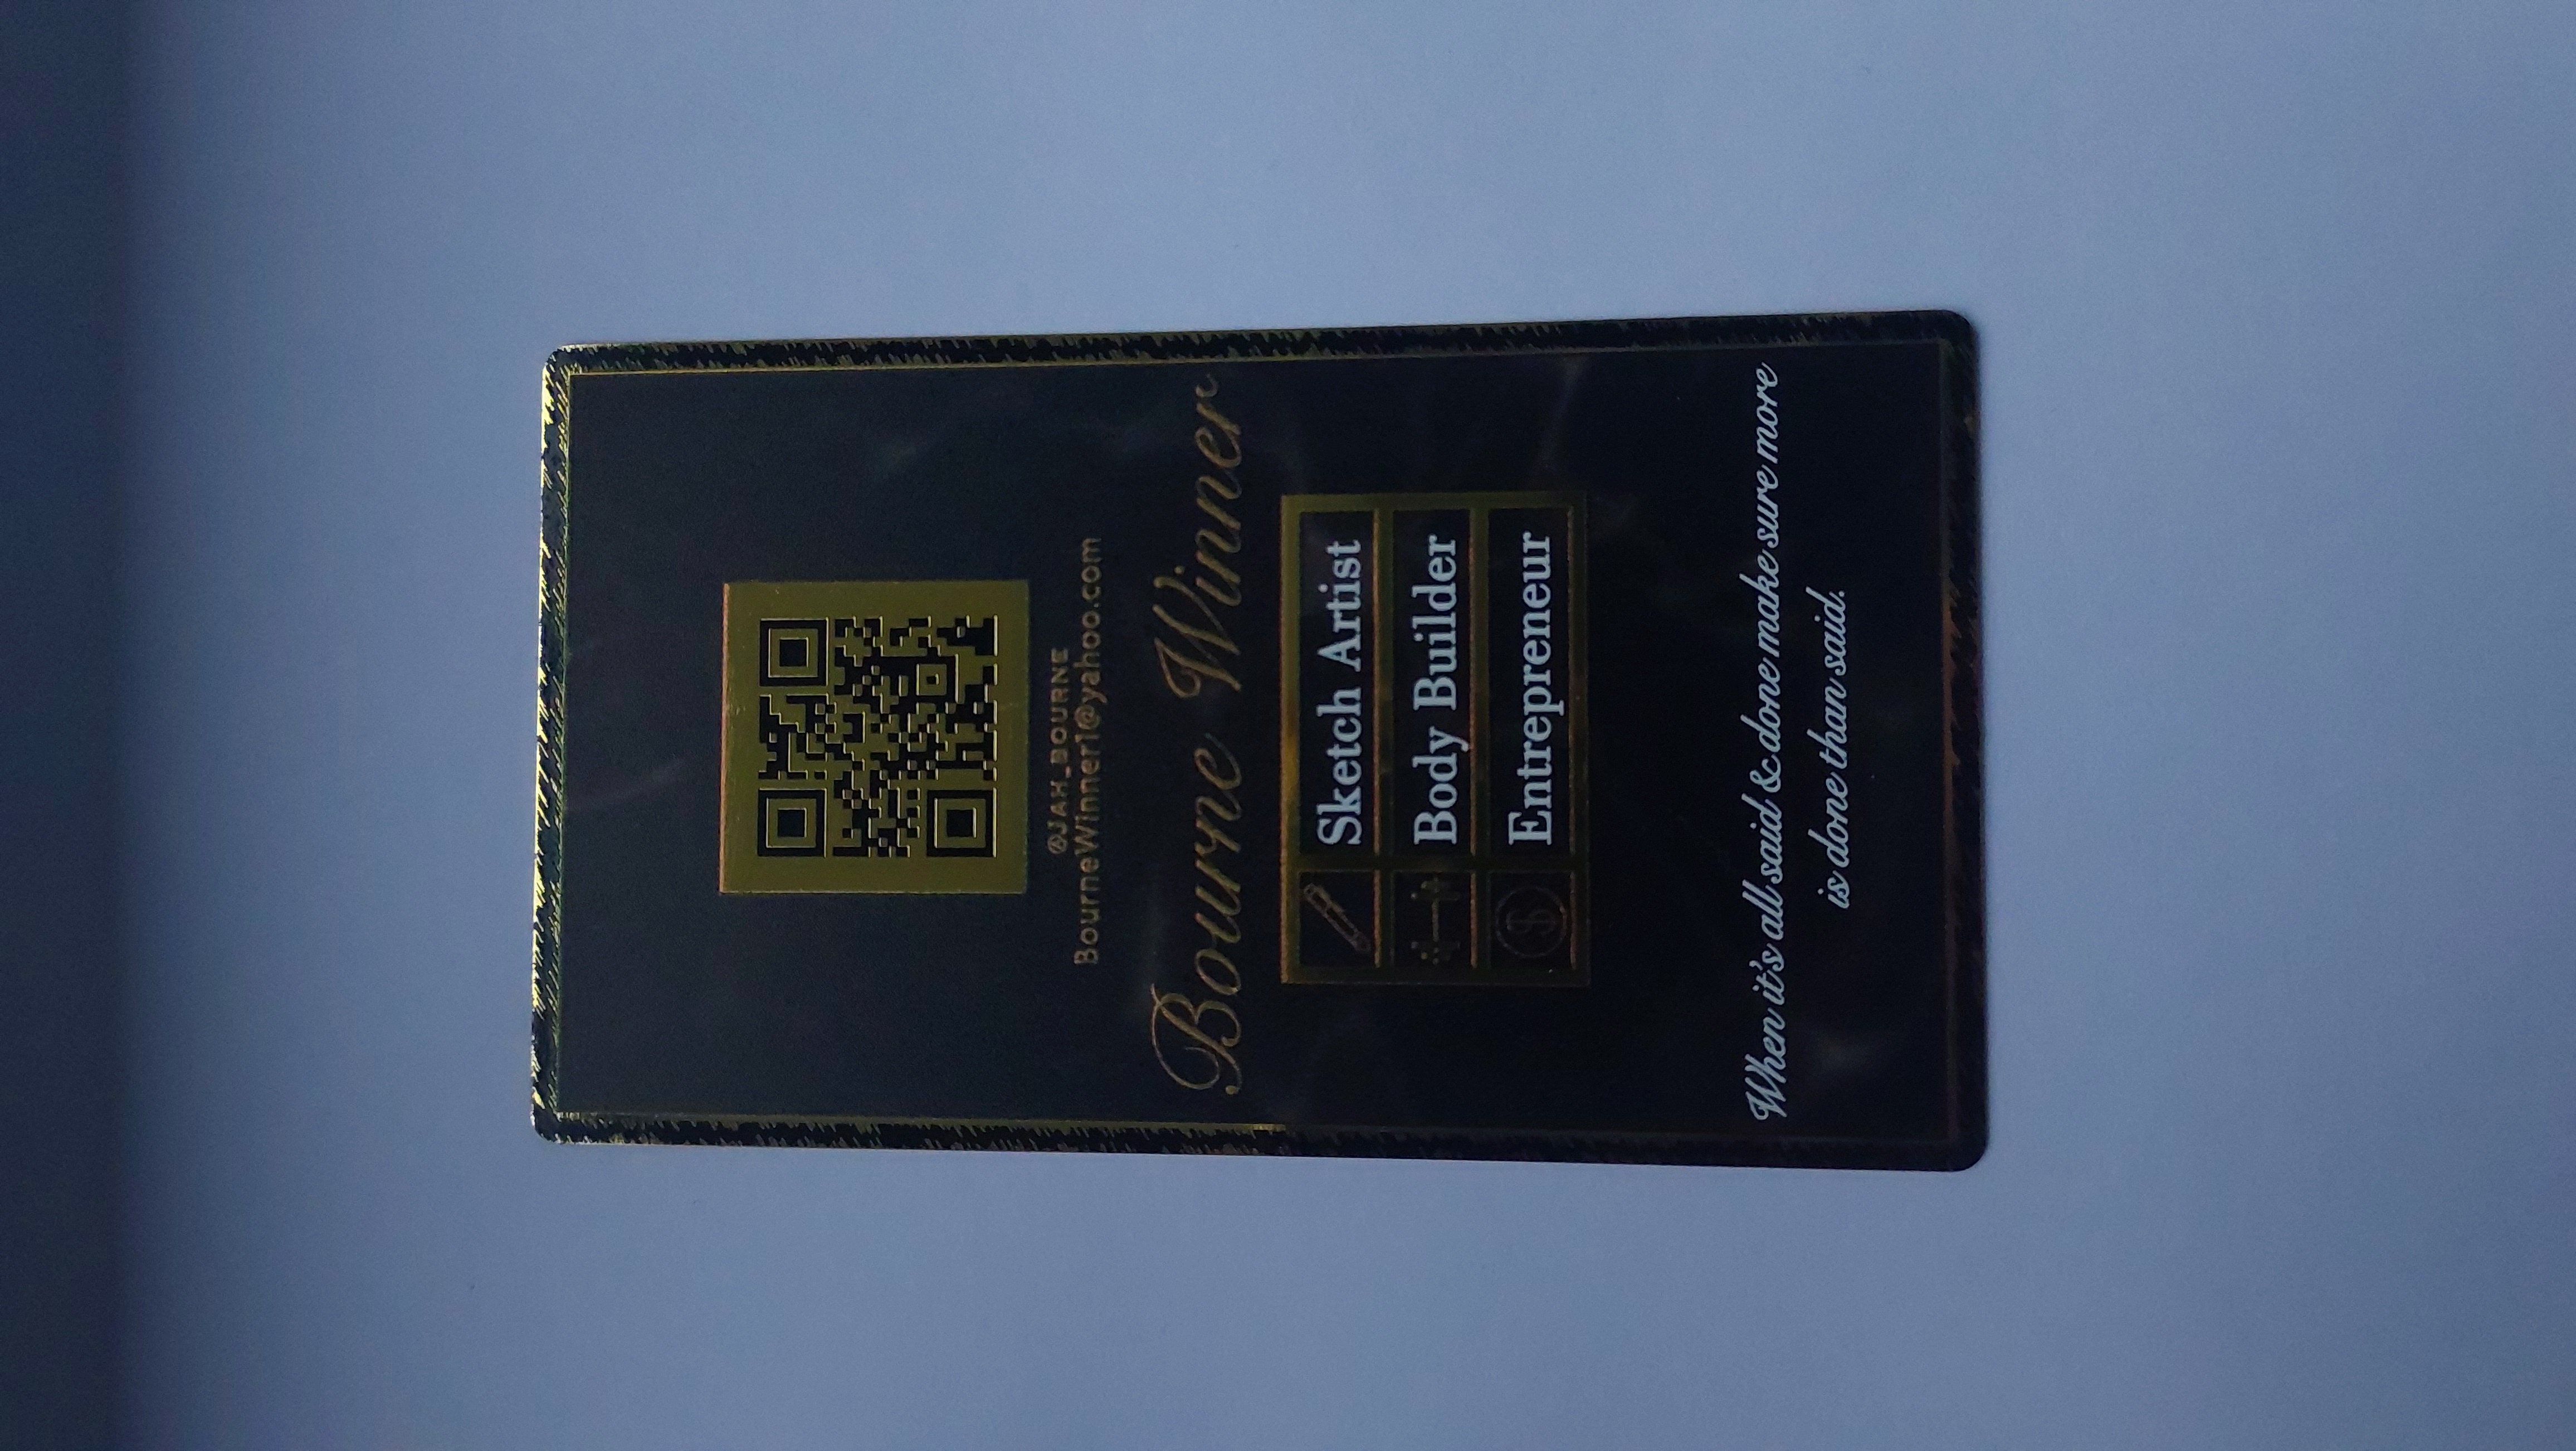 @JAH_BOURNE
BourneWinner1@yahoo.com
Bourne Winner
Sketch Artist
Body Builder
$ Entrepreneur
When it's all said & done make sure more
is done than said.